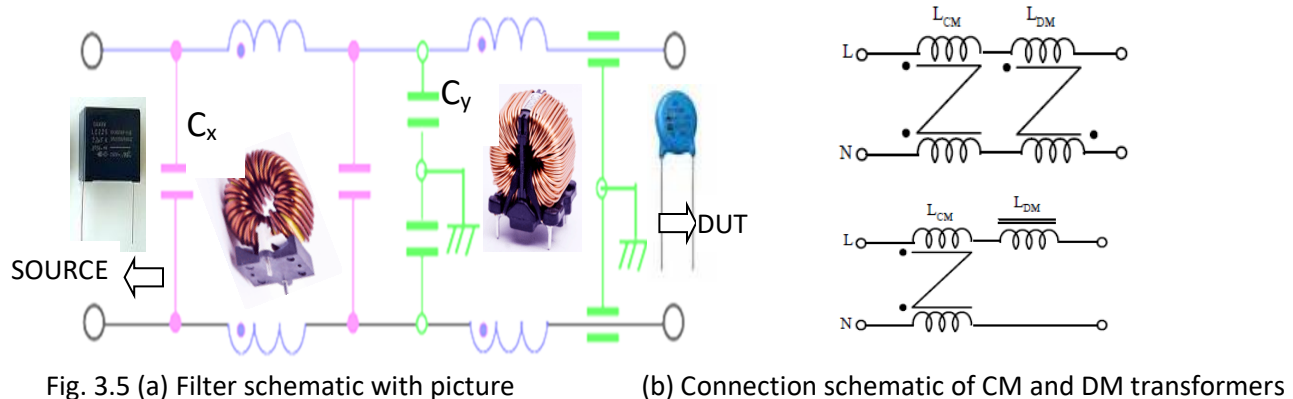 C_y
C_x
SOURCE
DUT
L_CM L_DM
L
N
L_CM L_DM
L
N
Fig. 3.5 (a) Filter schematic with picture (b) Connection schematic of CM and DM transformers